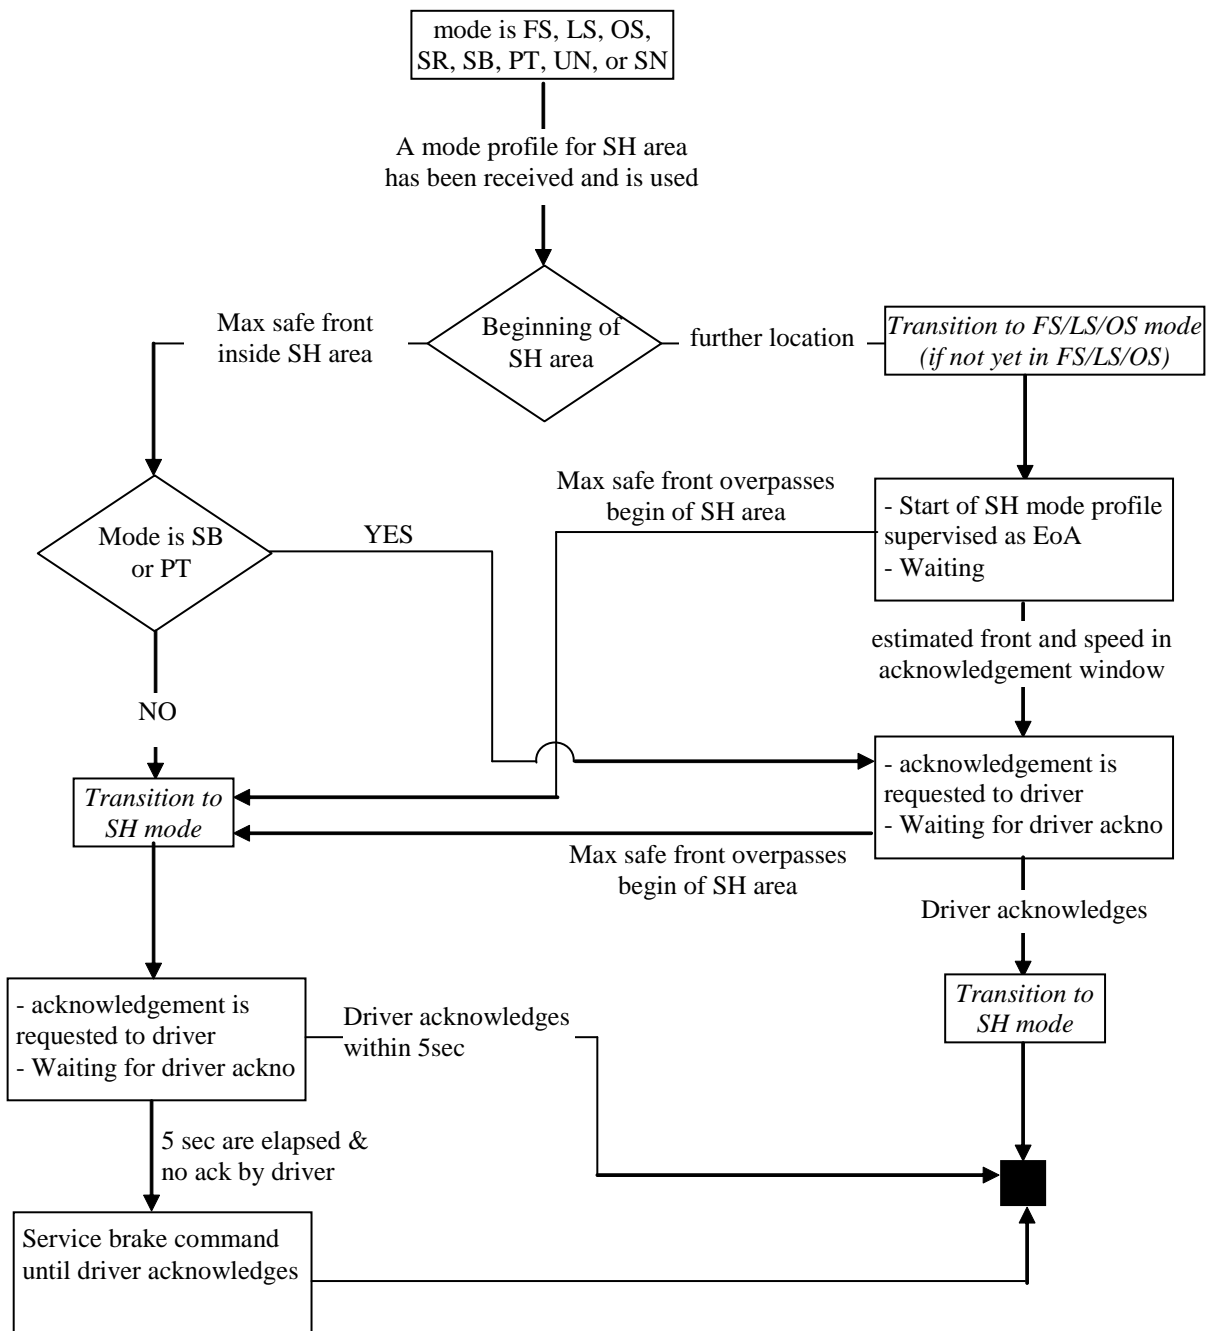 mode is FS, LS, OS,
SR, SB, PT, UN, or SN
A mode profile for SH area
has been received and is used
Max safe front
inside SH area
Beginning of
SH area
further location
Transition to FS/LS/OS mode
(if not yet in FS/LS/OS)
Max safe front overpasses
begin of SH area
- Start of SH mode profile
supervised as EoA
- Waiting
Mode is SB
or PT
YES
estimated front and speed in
acknowledgement window
NO
- acknowledgement is
requested to driver
- Waiting for driver ackno
Transition to
SH mode
Max safe front overpasses
begin of SH area
Driver acknowledges
- acknowledgement is
requested to driver
- Waiting for driver ackno
Driver acknowledges
within 5sec
Transition to
SH mode
5 sec are elapsed &
no ack by driver
Service brake command
until driver acknowledges